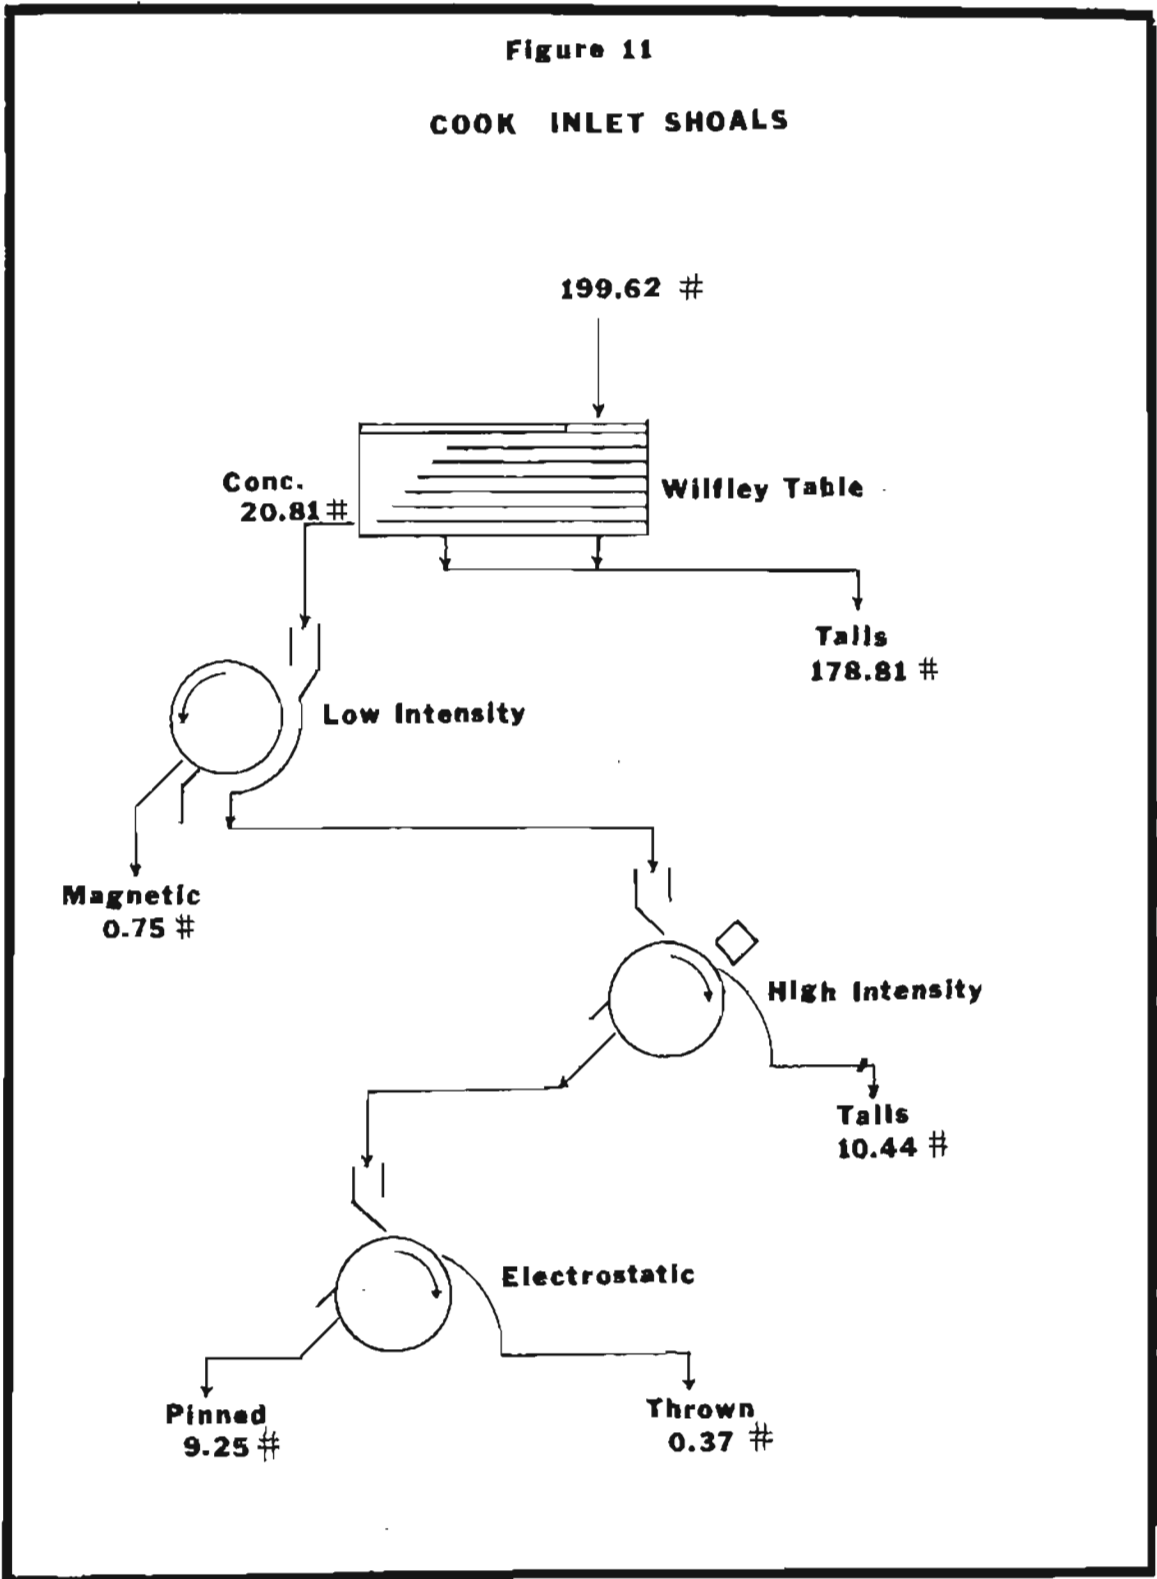 Figure 11
COOK INLET SHOALS
199.62 #
Conc.
20.81 #
Wilfley Table
Tails
178.81 #
Low Intensity
Magnetic
0.75 #
High Intensity
Tails
10.44 #
Electrostatic
Pinned
9.25 #
Thrown
0.37 #